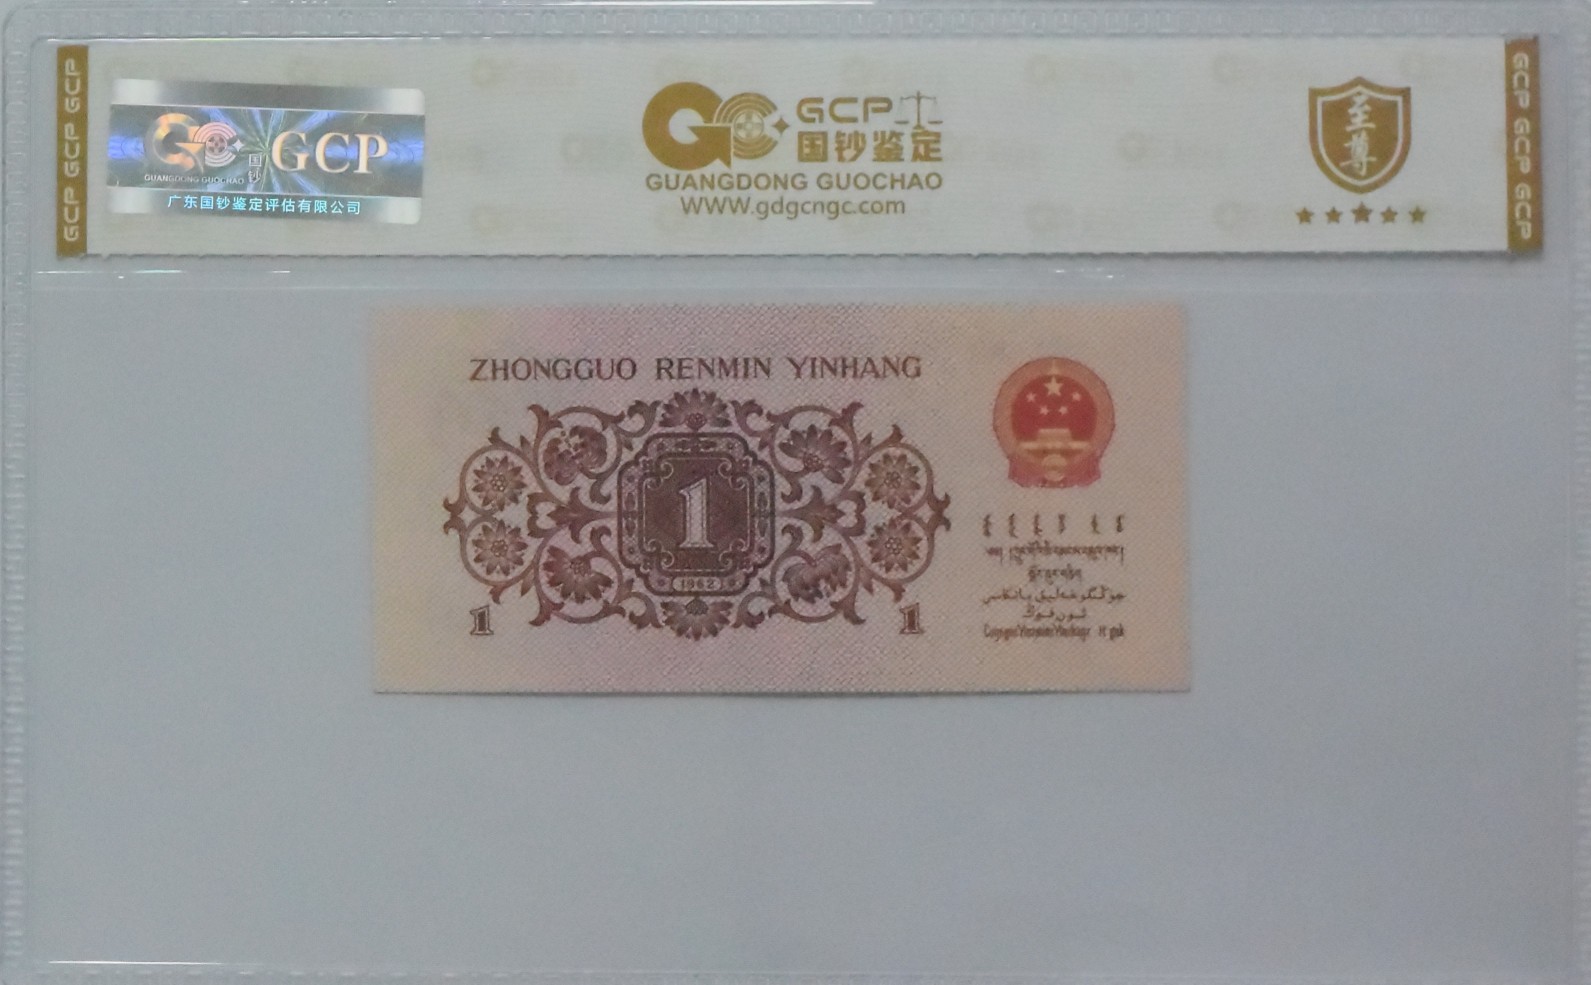 GCP GCP GCP
GCP
国钞
GUANGDONG GUOCHAO
广东国钞鉴定评估有限公司
GCP
国钞鉴定
GUANGDONG GUOCHAO
WWW.gdgcngc.com
至尊
GCP GCP GCP
ZHONGGUO RENMIN YINHANG
1
1962
1
1